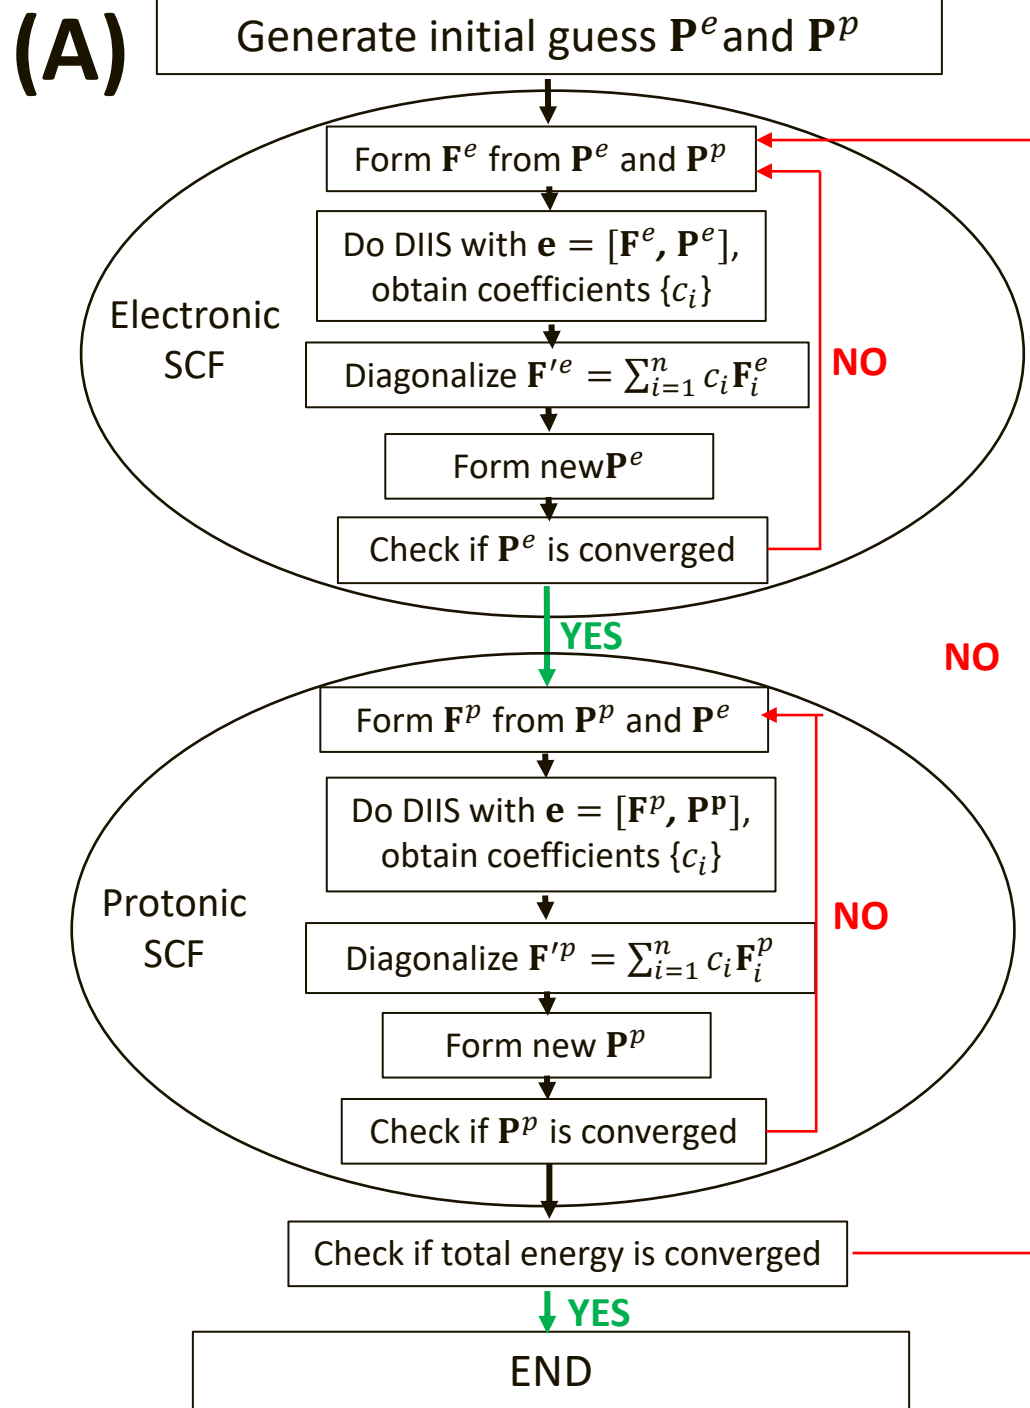 (A)
Generate initial guess 𝐏ᵉ and 𝐏ᵖ
Form 𝐅ᵉ from 𝐏ᵉ and 𝐏ᵖ
Do DIIS with 𝐞 = [𝐅ᵉ, 𝐏ᵉ],
obtain coefficients {cᵢ}
Electronic
SCF
Diagonalize 𝐅′ᵉ = ∑ⁿᵢ₌₁ cᵢ𝐅ᵢᵉ
NO
Form new𝐏ᵉ
Check if 𝐏ᵉ is converged
YES
NO
Form 𝐅ᵖ from 𝐏ᵖ and 𝐏ᵉ
Do DIIS with 𝐞 = [𝐅ᵖ, 𝐏ᵖ],
obtain coefficients {cᵢ}
Protonic
SCF
NO
Diagonalize 𝐅′ᵖ = ∑ⁿᵢ₌₁ cᵢ𝐅ᵢᵖ
Form new 𝐏ᵖ
Check if 𝐏ᵖ is converged
Check if total energy is converged
YES
END